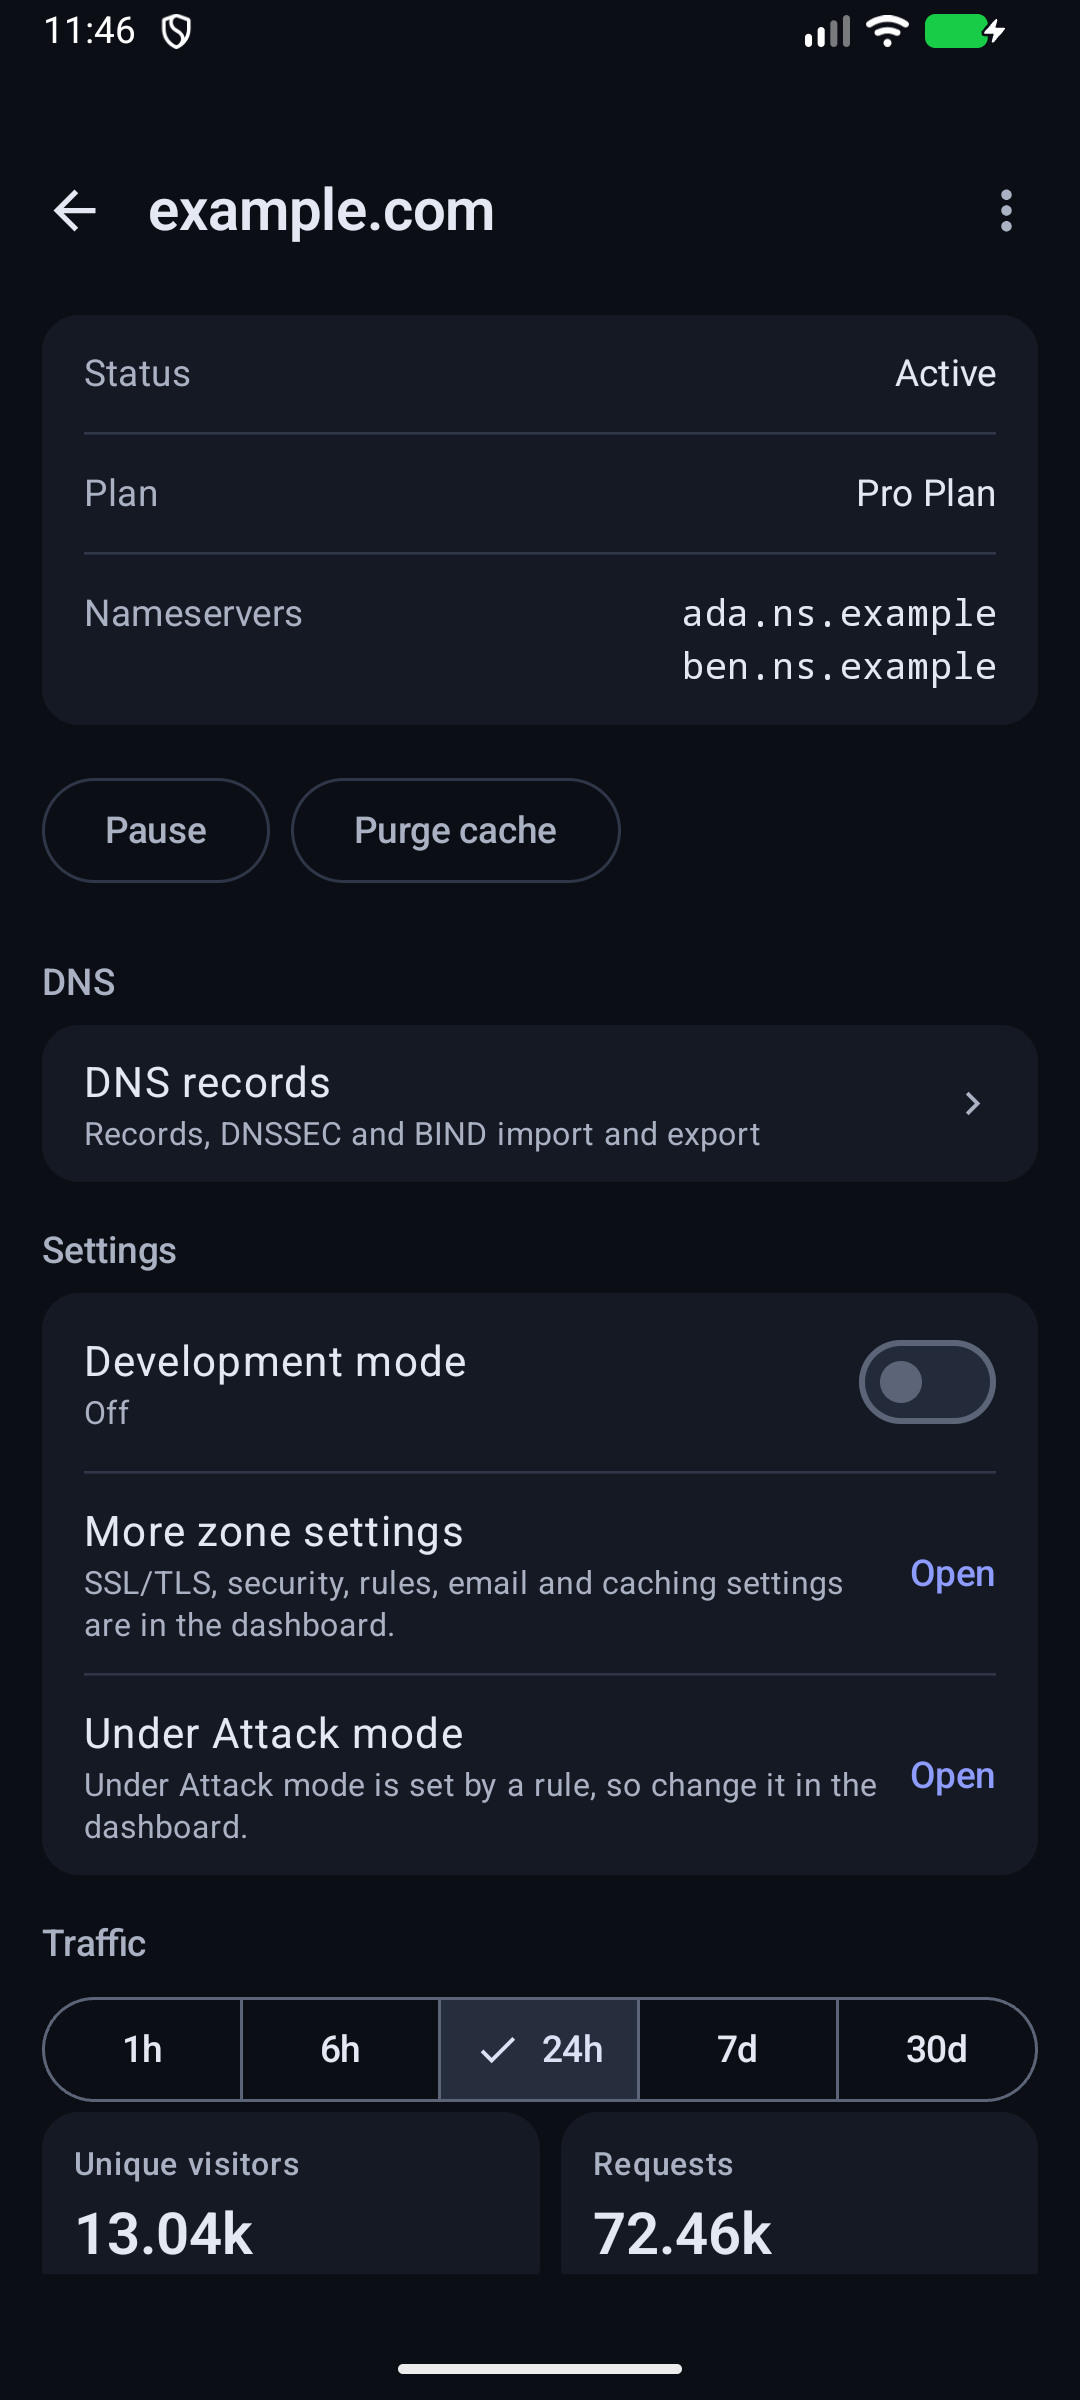 11:46
example.com
Status
Active
Plan
Pro Plan
Nameservers
ada.ns.example
ben.ns.example
Pause
Purge cache
DNS
DNS records
Records, DNSSEC and BIND import and export
Settings
Development mode
Off
More zone settings
SSL/TLS, security, rules, email and caching settings
are in the dashboard.
Open
Under Attack mode
Under Attack mode is set by a rule, so change it in the
dashboard.
Open
Traffic
1h
6h
24h
7d
30d
Unique visitors
13.04k
Requests
72.46k